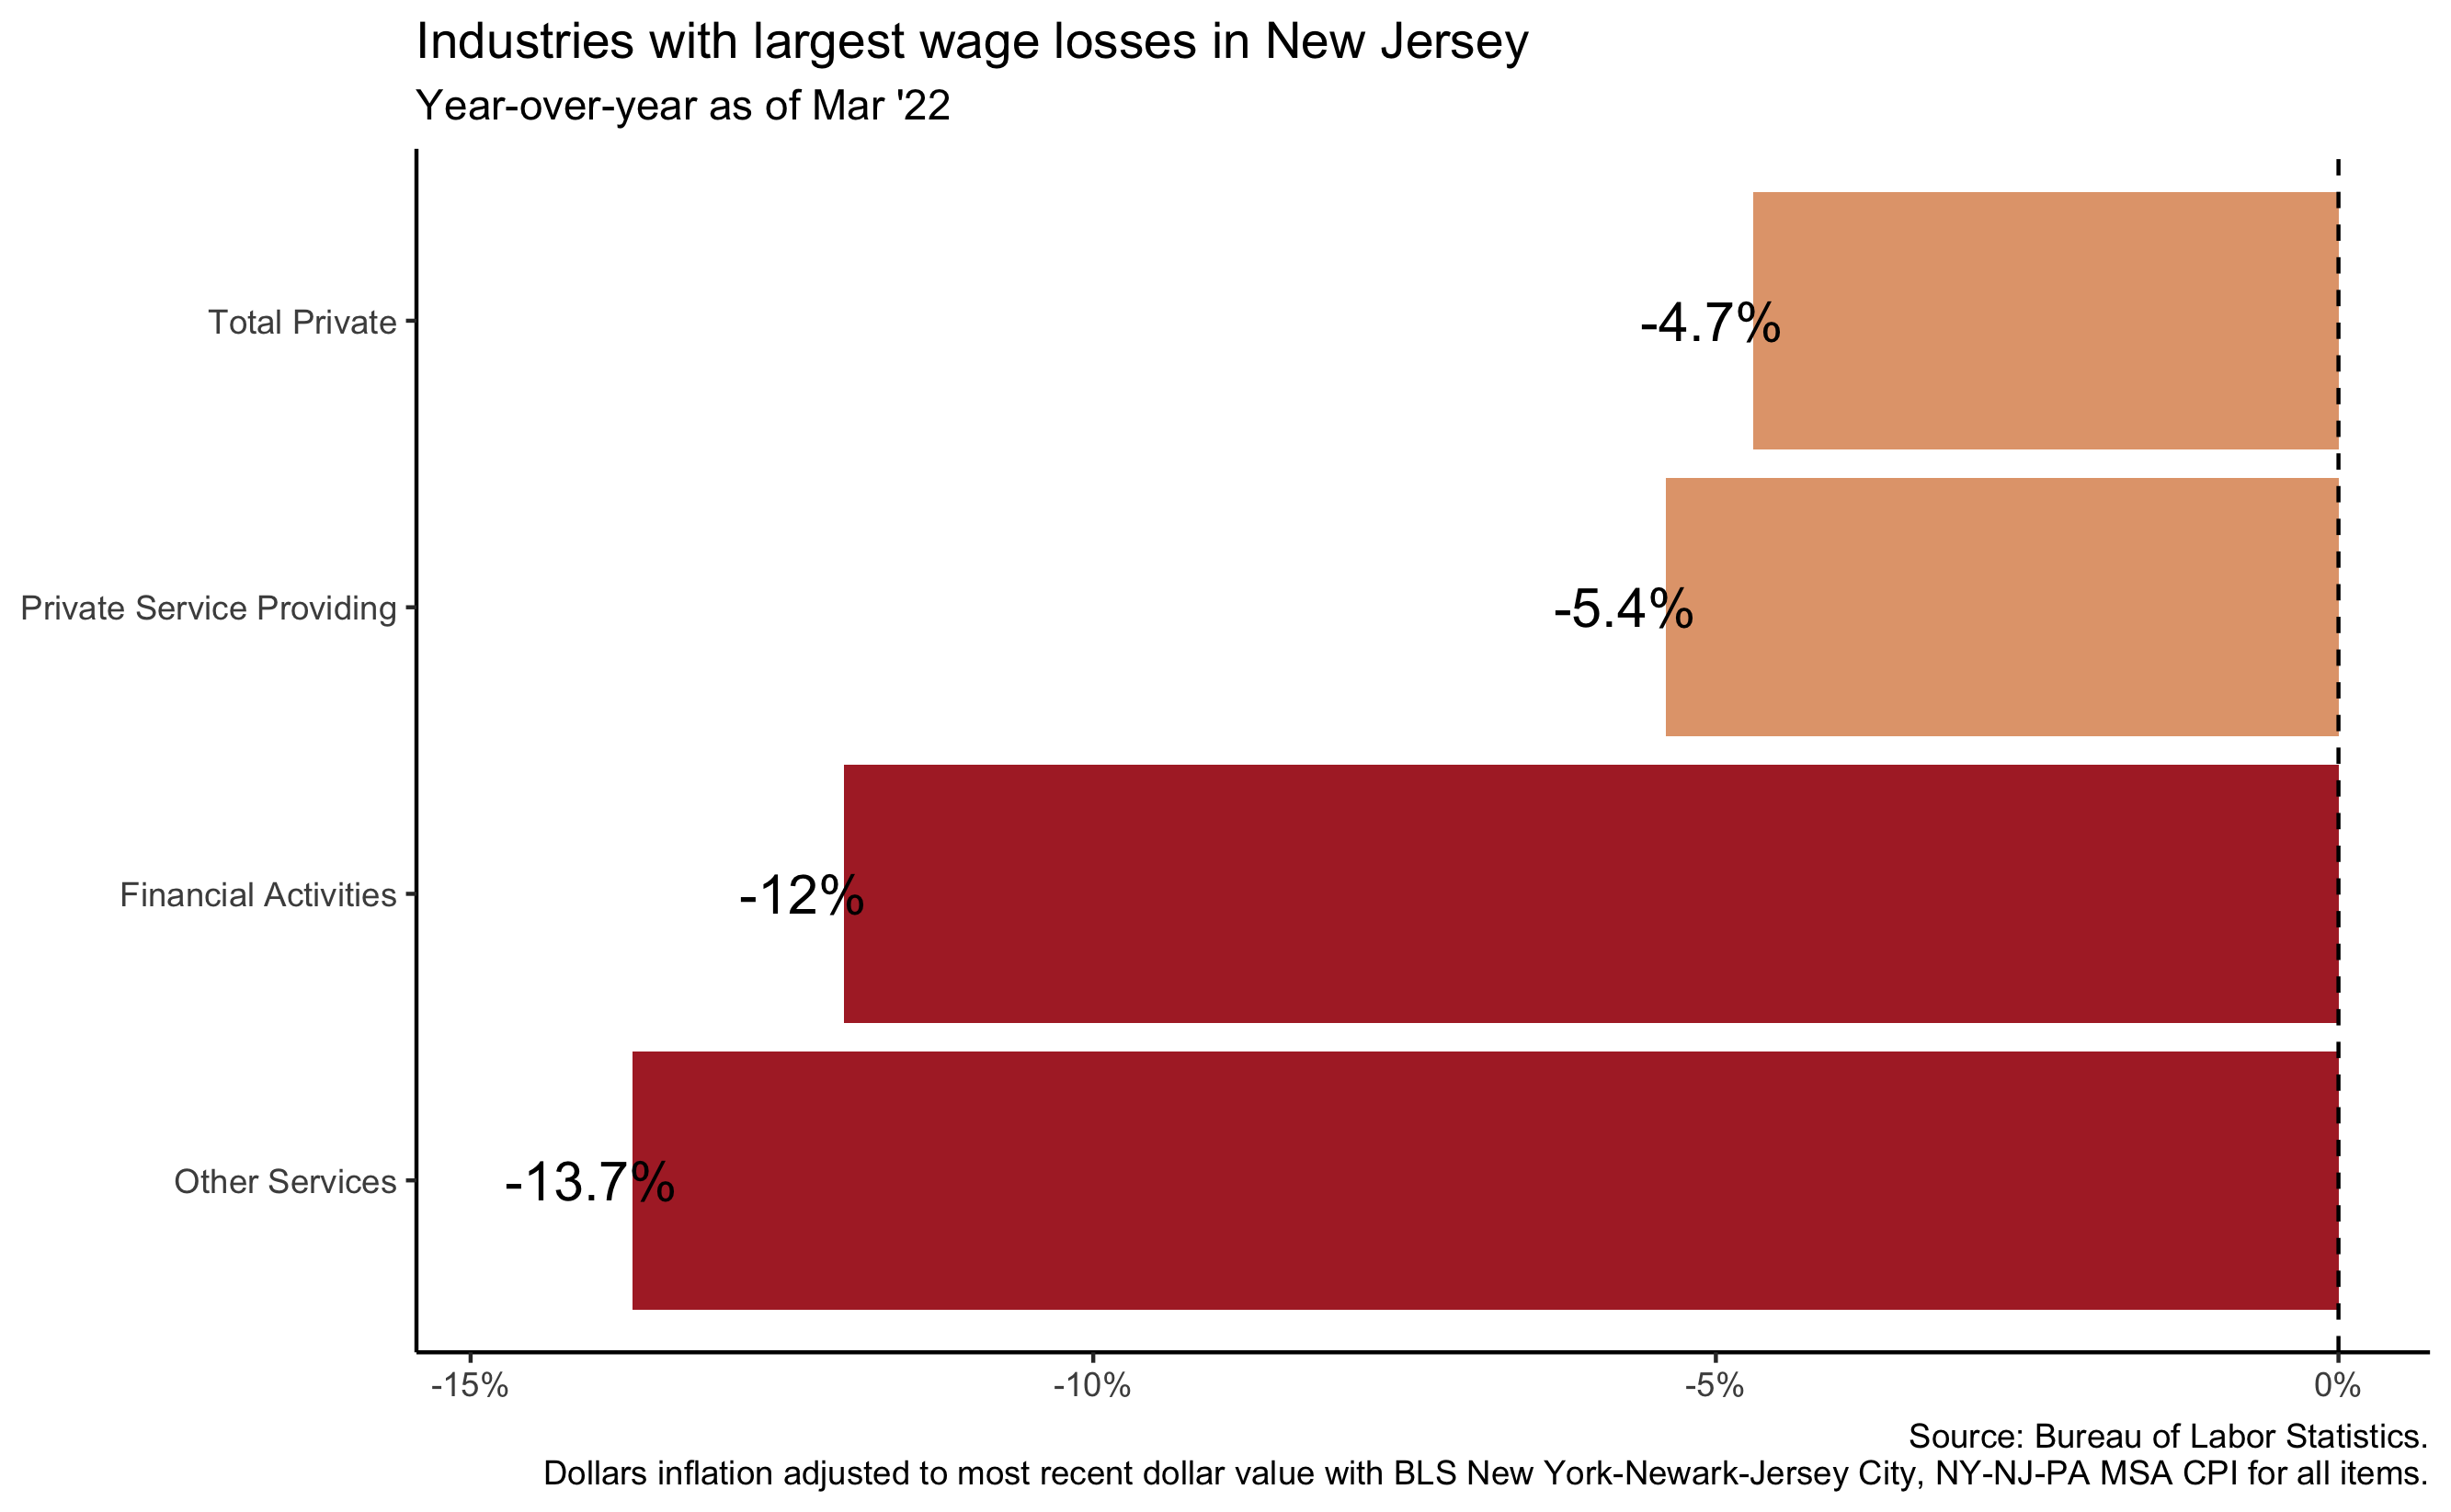 Industries with largest wage losses in New Jersey
Year-over-year as of Mar '22
Total Private
-4.7%
Private Service Providing
-5.4%
Financial Activities
-12%
Other Services
-13.7%
-15%
-10%
-5%
0%
Source: Bureau of Labor Statistics.
Dollars inflation adjusted to most recent dollar value with BLS New York-Newark-Jersey City, NY-NJ-PA MSA CPI for all items.